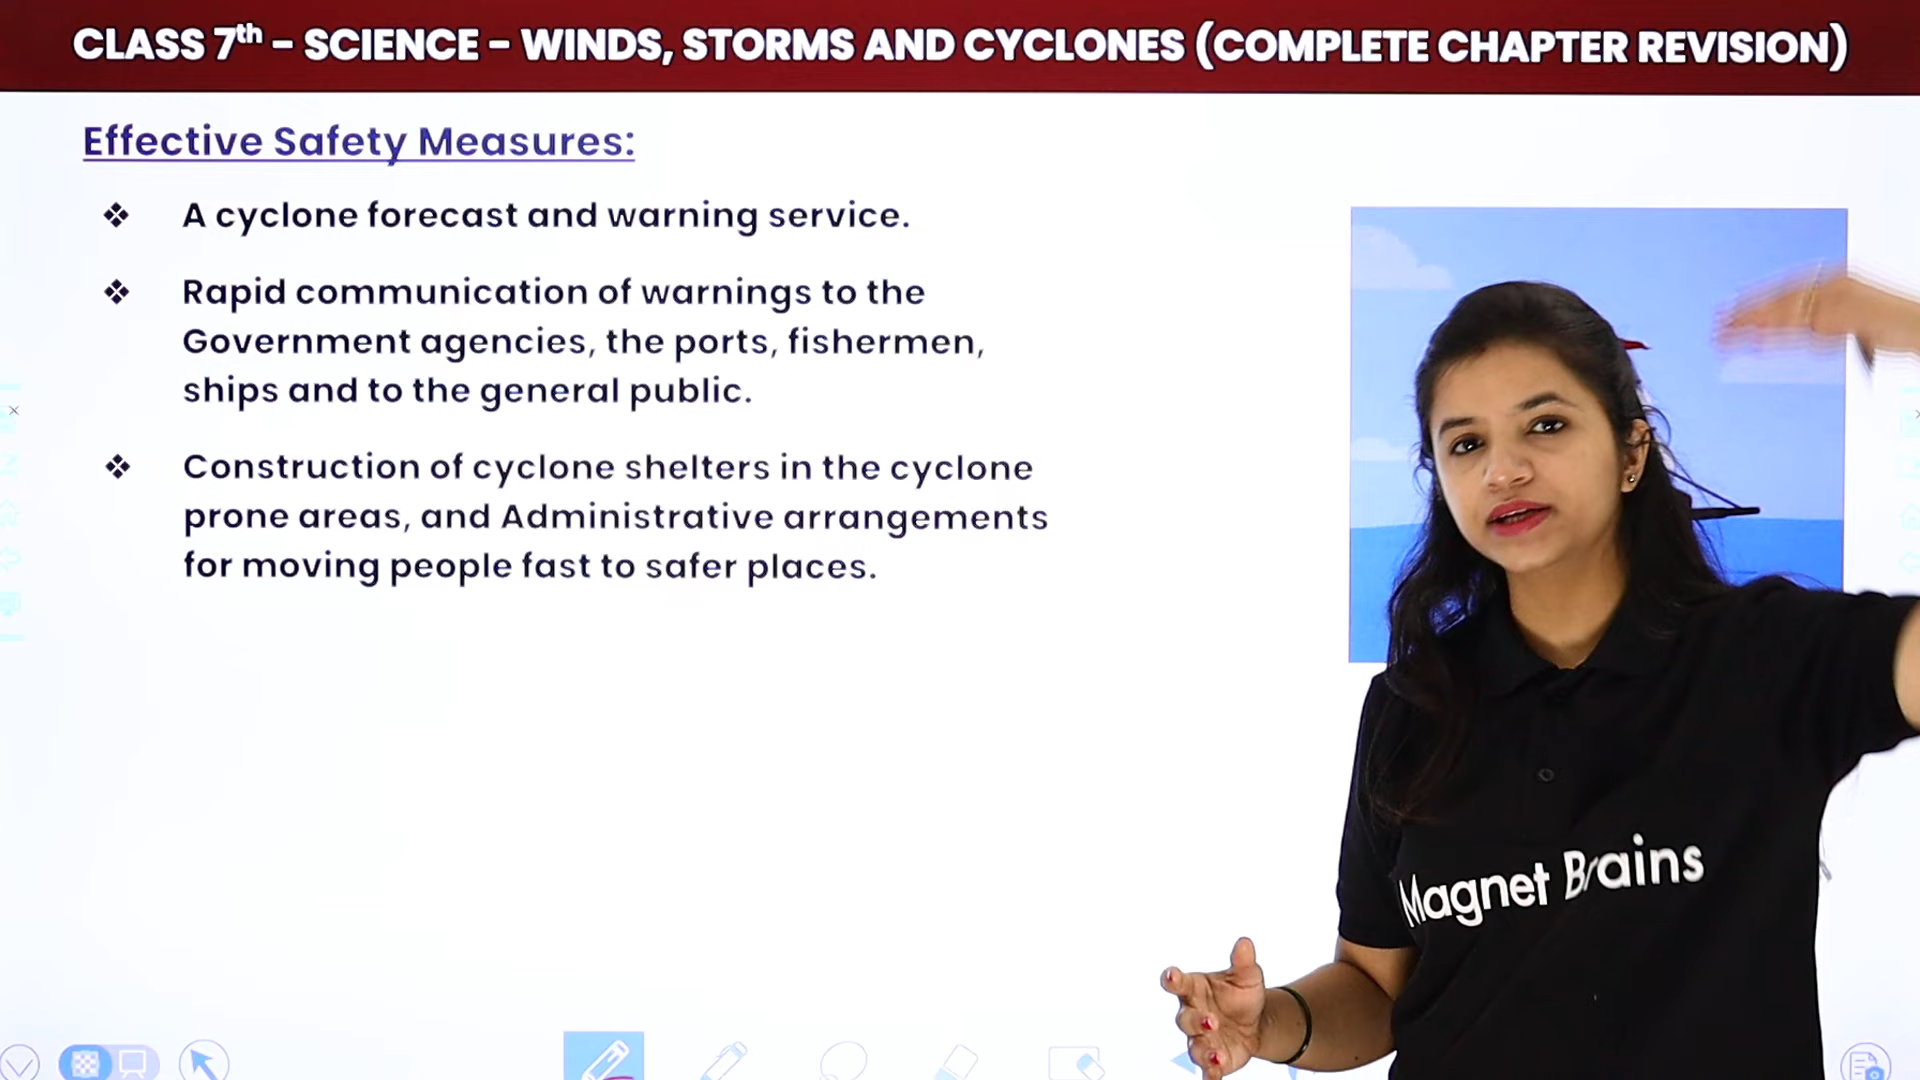 CLASS 7th - SCIENCE - WINDS, STORMS AND CYCLONES (COMPLETE CHAPTER REVISION)
Effective Safety Measures:
❖ A cyclone forecast and warning service.
❖ Rapid communication of warnings to the
Government agencies, the ports, fishermen,
ships and to the general public.
❖ Construction of cyclone shelters in the cyclone
prone areas, and Administrative arrangements
for moving people fast to safer places.
Magnet Brains